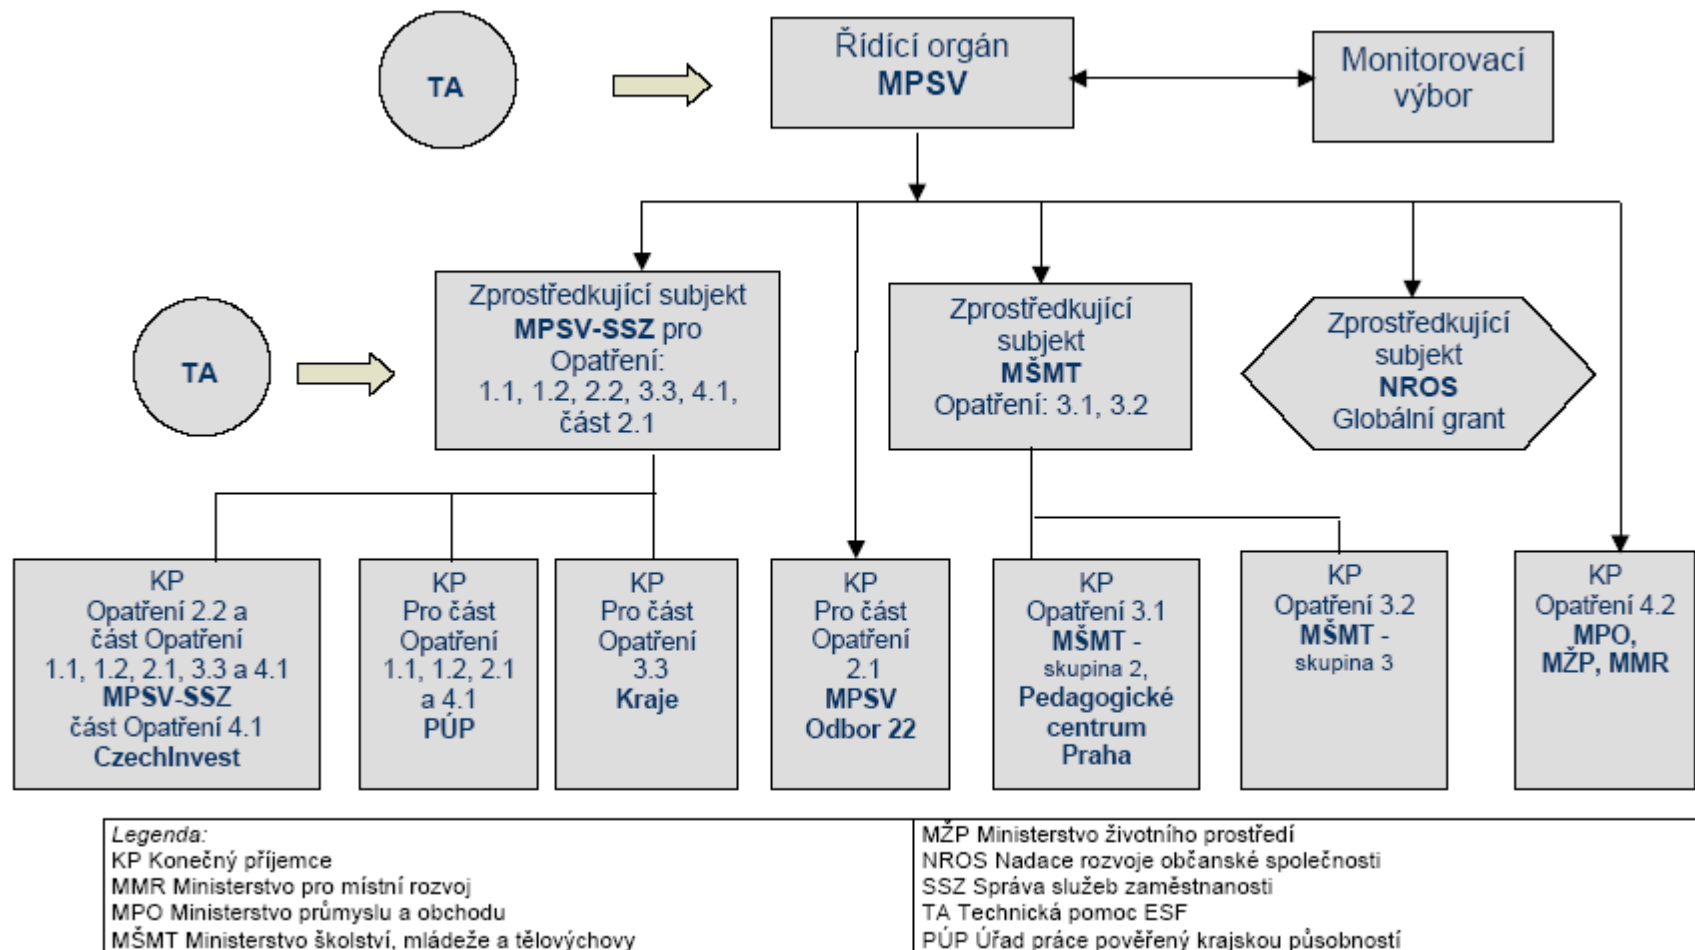 TA
Řídící orgán
MPSV
Monitorovací
výbor
TA
Zprostředkující subjekt
MPSV-SSZ pro
Opatření:
1.1, 1.2, 2.2, 3.3, 4.1,
část 2.1
Zprostředkující
subjekt
MŠMT
Opatření: 3.1, 3.2
Zprostředkující
subjekt
NROS
Globální grant
KP
Opatření 2.2 a
část Opatření
1.1, 1.2, 2.1, 3.3 a 4.1
MPSV-SSZ
část Opatření 4.1
CzechInvest
KP
Pro část
Opatření
1.1, 1.2, 2.1
a 4.1
PÚP
KP
Pro část
Opatření
3.3
Kraje
KP
Pro část
Opatření
2.1
MPSV
Odbor 22
KP
Opatření 3.1
MŠMT -
skupina 2,
Pedagogické
centrum
Praha
KP
Opatření 3.2
MŠMT -
skupina 3
KP
Opatření 4.2
MPO,
MŽP, MMR
Legenda:
KP Konečný příjemce
MMR Ministerstvo pro místní rozvoj
MPO Ministerstvo průmyslu a obchodu
MŠMT Ministerstvo školství, mládeže a tělovýchovy
MŽP Ministerstvo životního prostředí
NROS Nadace rozvoje občanské společnosti
SSZ Správa služeb zaměstnanosti
TA Technická pomoc ESF
PÚP Úřad práce pověřený krajskou působností